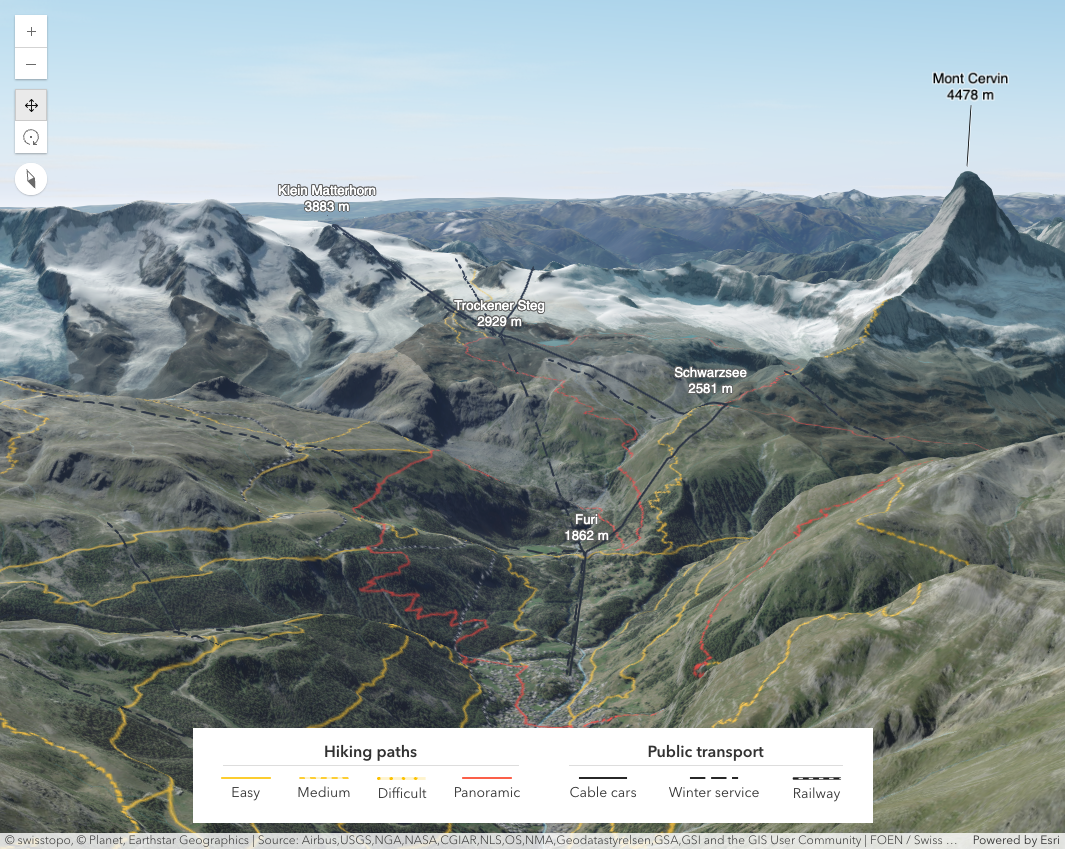 +
−
Mont Cervin
4478 m
Klein Matterhorn
3883 m
Trockener Steg
2929 m
Schwarzsee
2581 m
Furi
1862 m
Hiking paths
Public transport
Easy
Medium
Difficult
Panoramic
Cable cars
Winter service
Railway
© swisstopo, © Planet, Earthstar Geographics | Source: Airbus,USGS,NGA,NASA,CGIAR,NLS,OS,NMA,Geodatastyrelsen,GSA,GSI and the GIS User Community | FOEN / Swiss ...
Powered by Esri